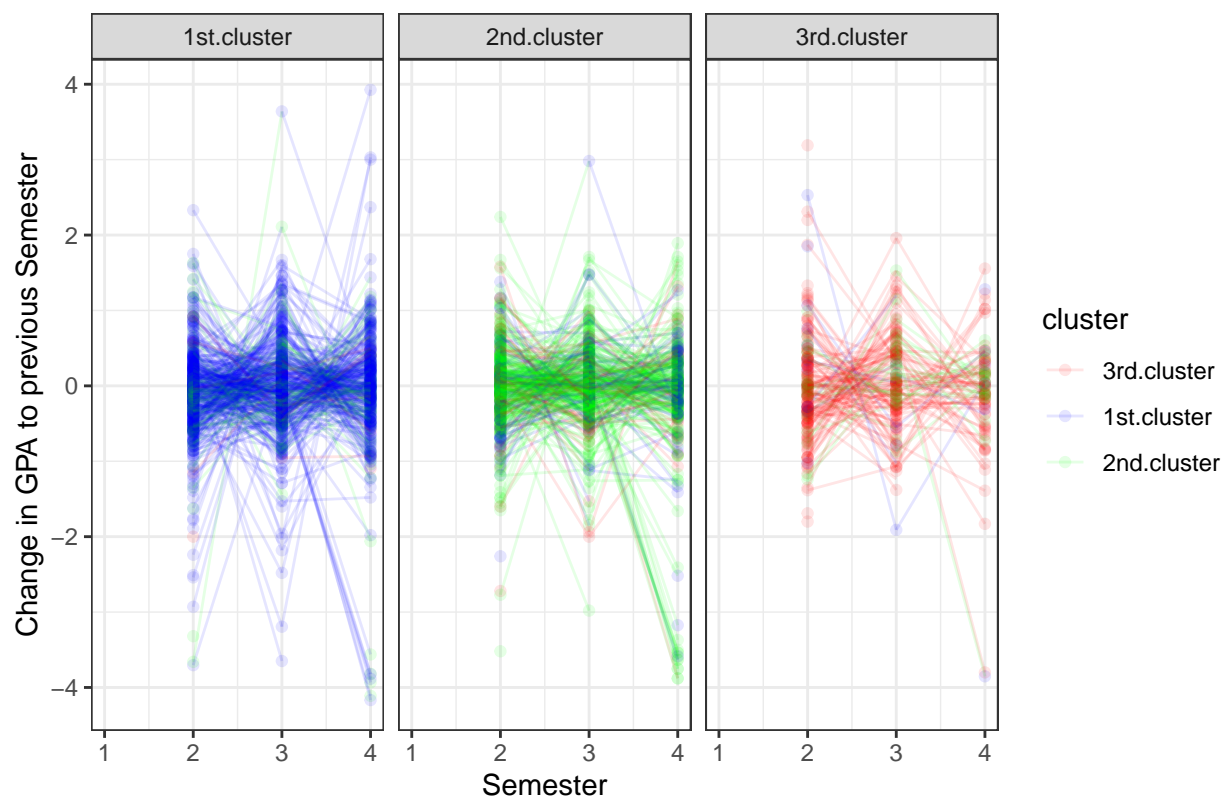 1st.cluster 2nd.cluster 3rd.cluster
Change in GPA to previous Semester
4
2
0
−2
−4
1 2 3 4 1 2 3 4 1 2 3 4
Semester
cluster
3rd.cluster
1st.cluster
2nd.cluster